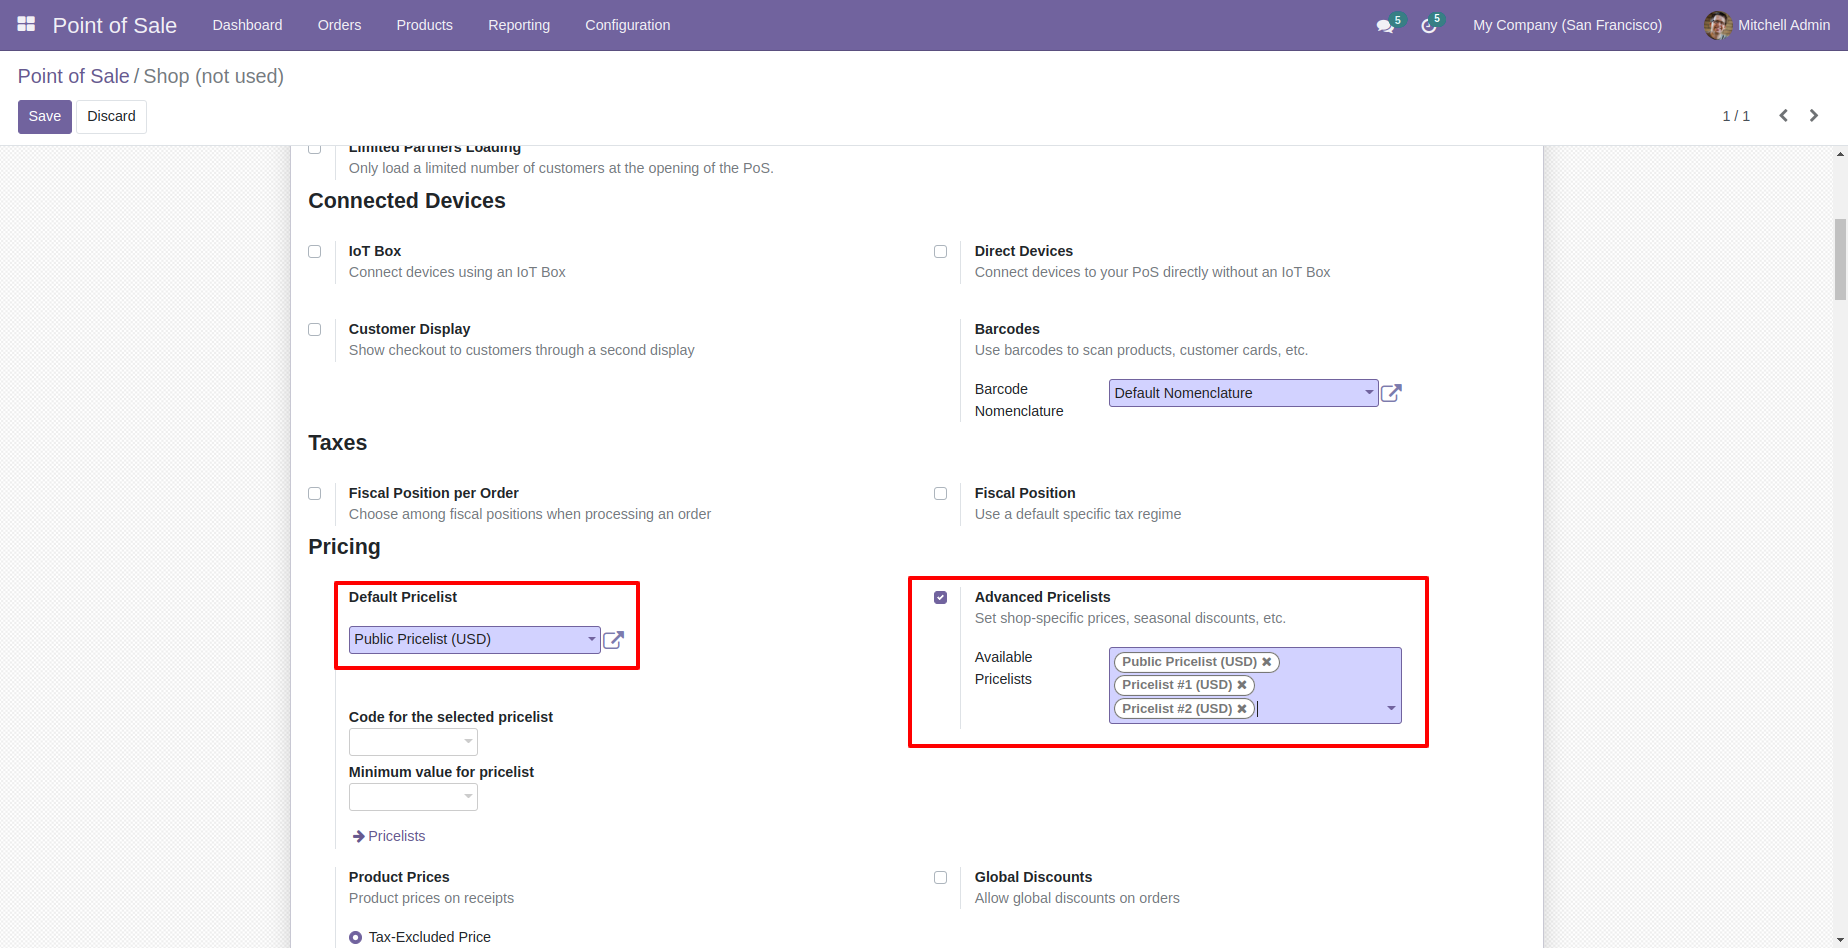 Point of Sale Dashboard Orders Products Reporting Configuration 5 5 My Company (San Francisco) Mitchell Admin
Point of Sale / Shop (not used)
Save Discard 1 / 1
Limited Partners Loading
Only load a limited number of customers at the opening of the PoS.
Connected Devices
IoT Box
Connect devices using an IoT Box
Direct Devices
Connect devices to your PoS directly without an IoT Box
Customer Display
Show checkout to customers through a second display
Barcodes
Use barcodes to scan products, customer cards, etc.
Barcode
Nomenclature
Default Nomenclature
Taxes
Fiscal Position per Order
Choose among fiscal positions when processing an order
Fiscal Position
Use a default specific tax regime
Pricing
Default Pricelist
Public Pricelist (USD)
Advanced Pricelists
Set shop-specific prices, seasonal discounts, etc.
Available
Pricelists
Public Pricelist (USD)
Pricelist #1 (USD)
Pricelist #2 (USD)
Code for the selected pricelist
Minimum value for pricelist
Pricelists
Product Prices
Product prices on receipts
Tax-Excluded Price
Global Discounts
Allow global discounts on orders